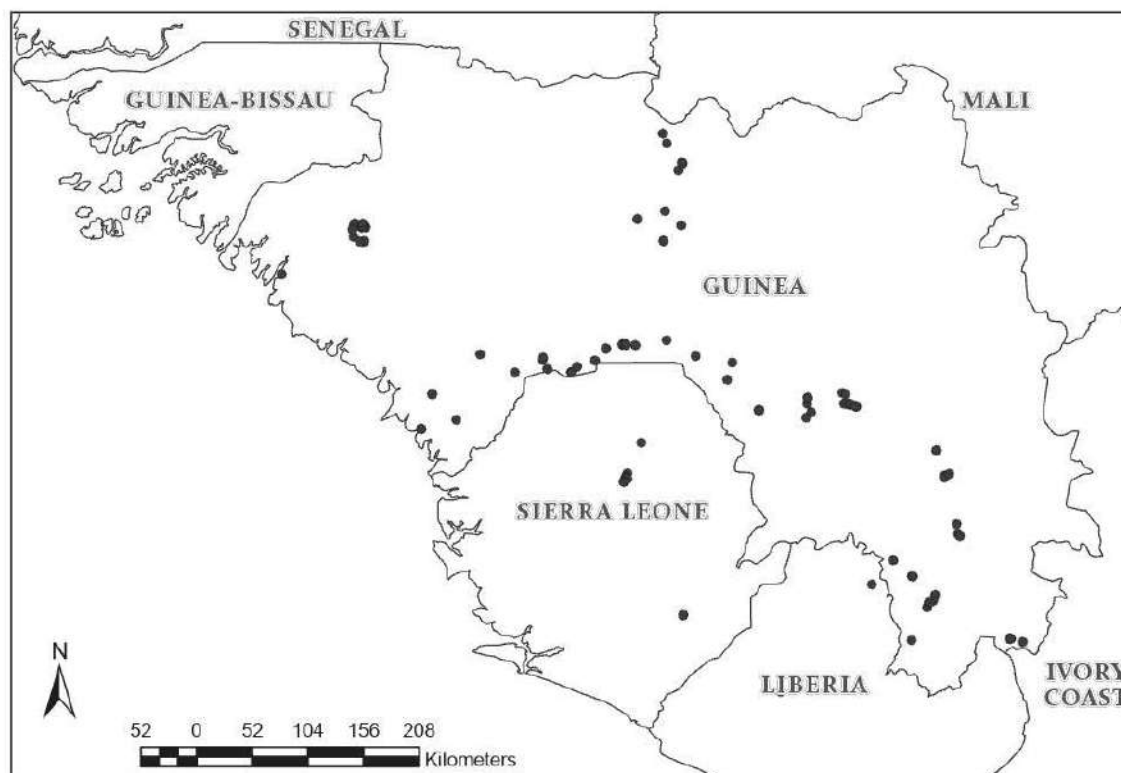 SENEGAL
GUINEA-BISSAU
MALI
GUINEA
SIERRA LEONE
LIBERIA
IVORY
COAST
N
52 0 52 104 156 208
Kilometers